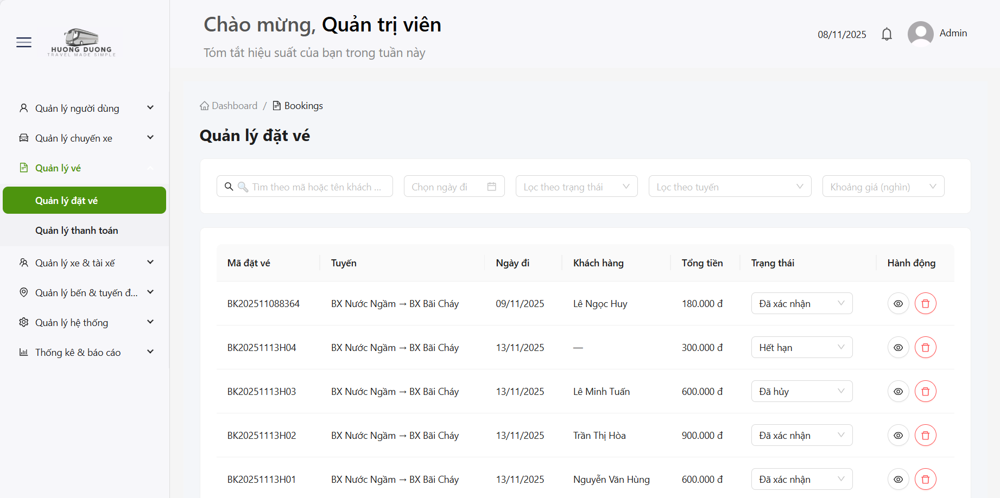 HUONG DUONG
TRAVEL MADE SIMPLE
Chào mừng, Quản trị viên
Tóm tắt hiệu suất của bạn trong tuần này
08/11/2025
Admin
Quản lý người dùng
Quản lý chuyến xe
Quản lý vé
Quản lý đặt vé
Quản lý thanh toán
Quản lý xe & tài xế
Quản lý bến & tuyến đ...
Quản lý hệ thống
Thống kê & báo cáo
Dashboard / Bookings
Quản lý đặt vé
Tìm theo mã hoặc tên khách ...
Chọn ngày đi
Lọc theo trạng thái
Lọc theo tuyến
Khoảng giá (nghìn)
Mã đặt vé Tuyến Ngày đi Khách hàng Tổng tiền Trạng thái Hành động
BK202511088364 BX Nước Ngầm → BX Bãi Cháy 09/11/2025 Lê Ngọc Huy 180.000 đ Đã xác nhận
BK20251113H04 BX Nước Ngầm → BX Bãi Cháy 13/11/2025 — 300.000 đ Hết hạn
BK20251113H03 BX Nước Ngầm → BX Bãi Cháy 13/11/2025 Lê Minh Tuấn 600.000 đ Đã hủy
BK20251113H02 BX Nước Ngầm → BX Bãi Cháy 13/11/2025 Trần Thị Hòa 900.000 đ Đã xác nhận
BK20251113H01 BX Nước Ngầm → BX Bãi Cháy 13/11/2025 Nguyễn Văn Hùng 600.000 đ Đã xác nhận